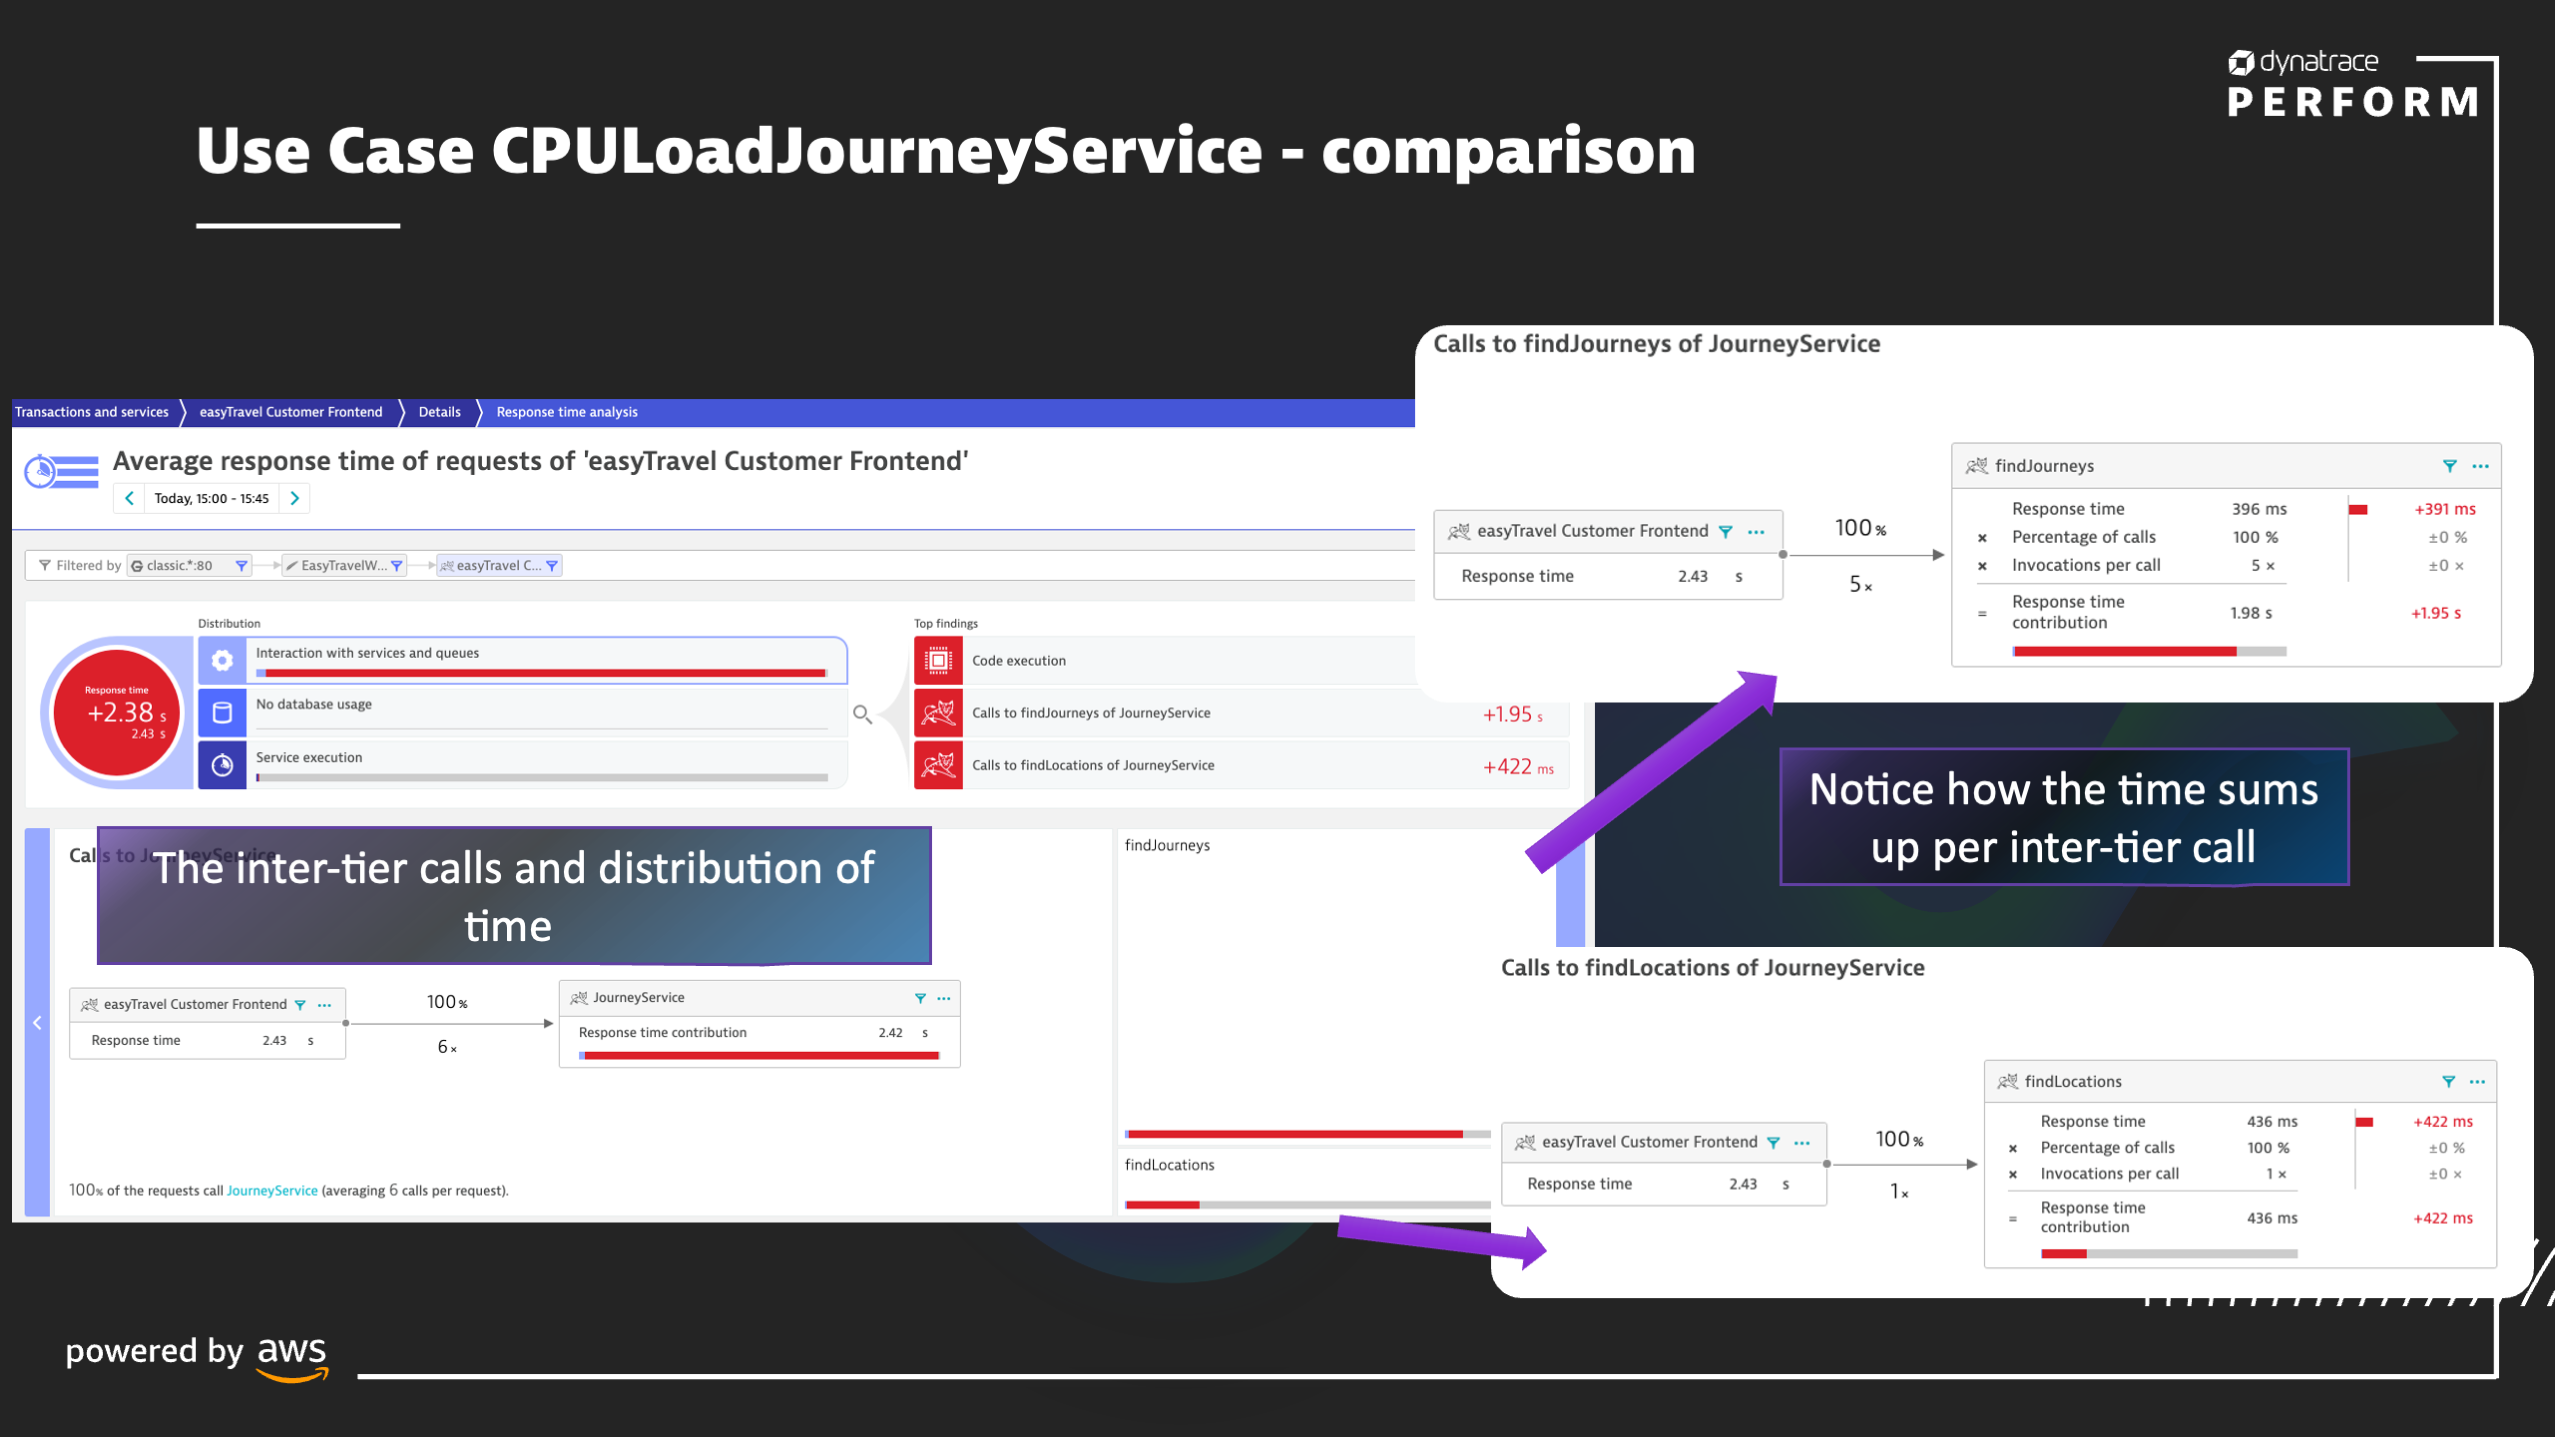 dynatrace
PERFORM
Use Case CPULoadJourneyService - comparison
Transactions and services
easyTravel Customer Frontend
Details
Response time analysis
Average response time of requests of 'easyTravel Customer Frontend'
Today, 15:00 - 15:45
Filtered by
classic.*:80
EasyTravelW...
easyTravel C...
Response time
+2.38 s
2.43 s
Distribution
Interaction with services and queues
No database usage
Service execution
Top findings
Code execution
Calls to findJourneys of JourneyService +1.95 s
Calls to findLocations of JourneyService +422 ms
Calls to JourneyService
The inter-tier calls and distribution of
time
easyTravel Customer Frontend ...
Response time 2.43 s
100 %
6 x
JourneyService ...
Response time contribution 2.42 s
100% of the requests call JourneyService (averaging 6 calls per request).
findJourneys
findLocations
Calls to findJourneys of JourneyService
easyTravel Customer Frontend ...
Response time 2.43 s
100 %
5 x
findJourneys ...
Response time 396 ms +391 ms
x Percentage of calls 100 % ±0 %
x Invocations per call 5 x ±0 x
= Response time
contribution 1.98 s +1.95 s
Notice how the time sums
up per inter-tier call
Calls to findLocations of JourneyService
easyTravel Customer Frontend ...
Response time 2.43 s
100 %
1 x
findLocations ...
Response time 436 ms +422 ms
x Percentage of calls 100 % ±0 %
x Invocations per call 1 x ±0 x
= Response time
contribution 436 ms +422 ms
powered by aws